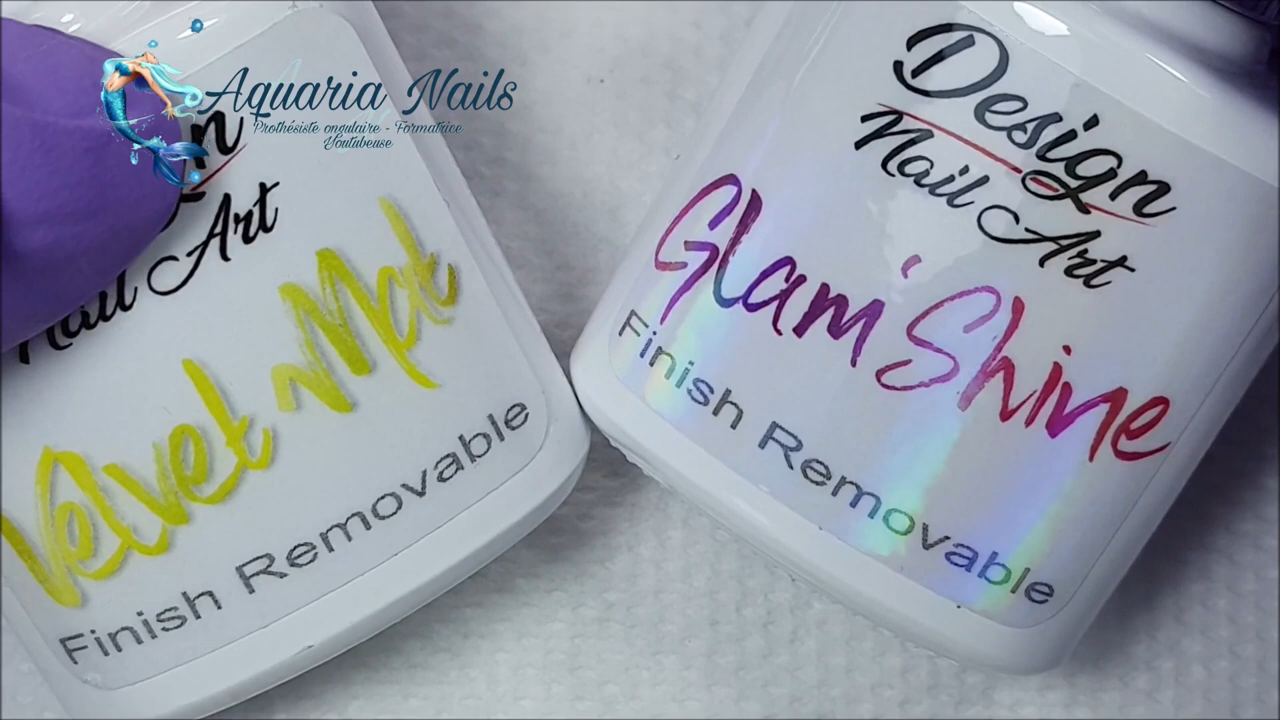 Aquaria Nails
Prothésiste ongulaire - Formatrice
Youtubeuse
Nail Art
Velvet Mat
Finish Removable
Design
Nail Art
Glam'Shine
Finish Removable